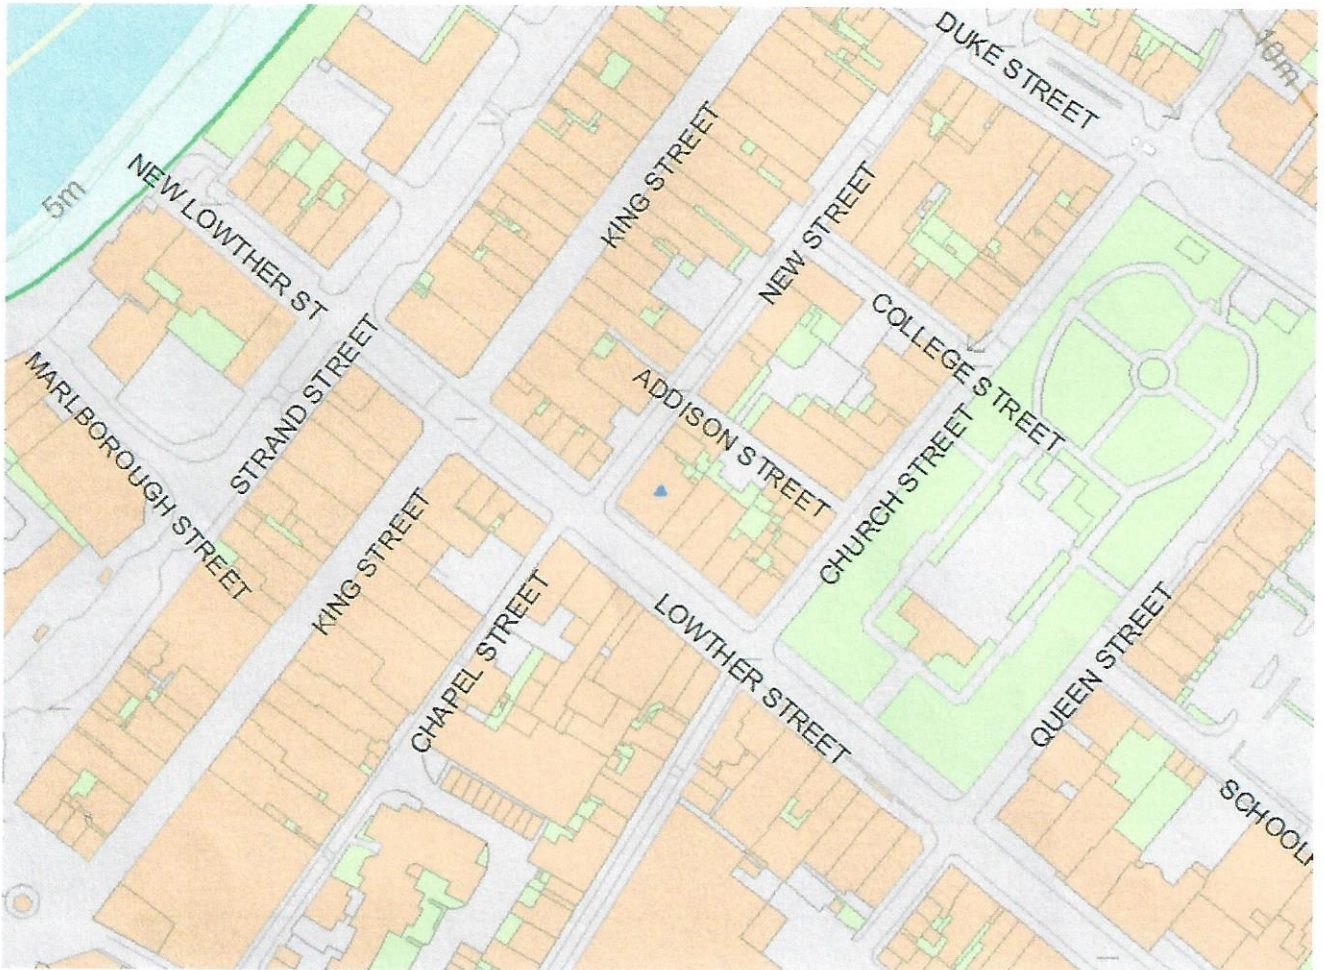 DUKE STREET
10m
NEW LOWTHER ST
5m
KING STREET
NEW STREET
COLLEGE STREET
STRAND STREET
MARLBOROUGH STREET
ADDISON STREET
CHURCH STREET
KING STREET
CHAPEL STREET
LOWTHER STREET
QUEEN STREET
SCHOOL